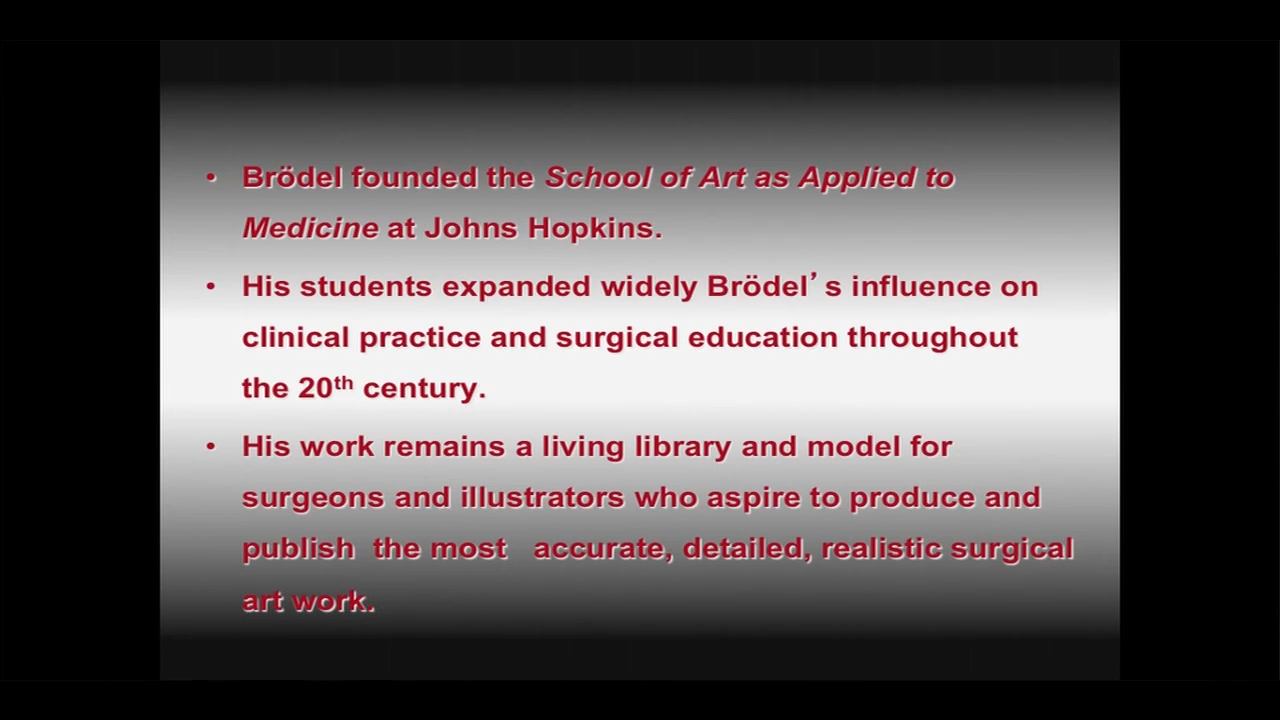 • Brödel founded the School of Art as Applied to
Medicine at Johns Hopkins.
• His students expanded widely Brödel’s influence on
clinical practice and surgical education throughout
the 20th century.
• His work remains a living library and model for
surgeons and illustrators who aspire to produce and
publish  the most   accurate, detailed, realistic surgical
art work.